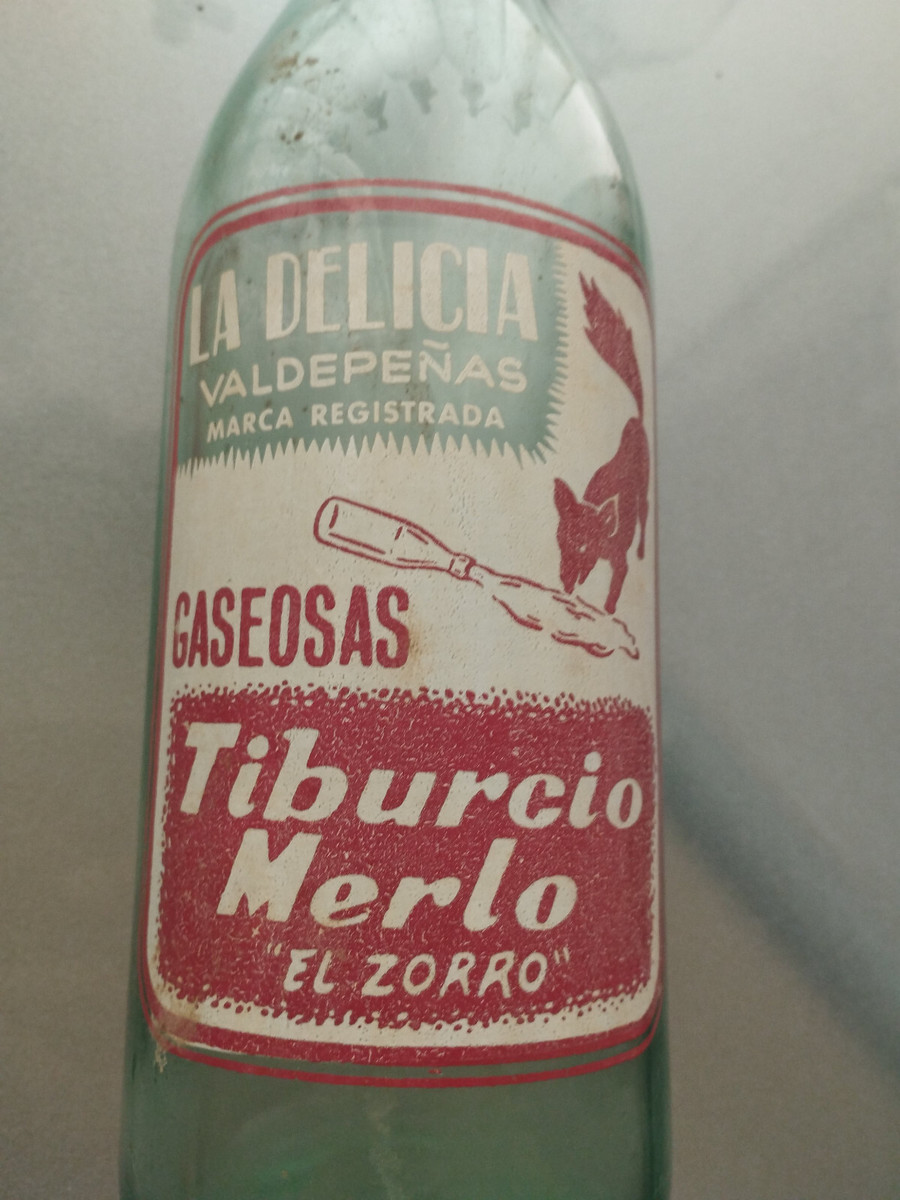 LA DELICIA
VALDEPEÑAS
MARCA REGISTRADA
GASEOSAS
Tiburcio
Merlo
"EL ZORRO"